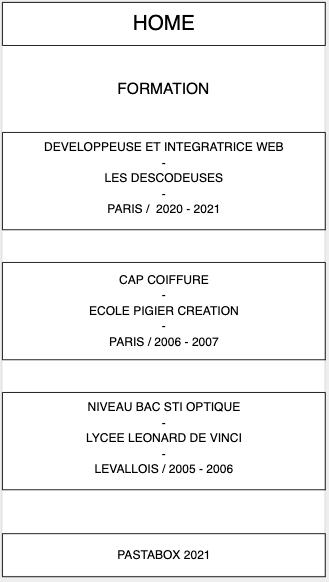 HOME
FORMATION
DEVELOPPEUSE ET INTEGRATRICE WEB
-
LES DESCODEUSES
-
PARIS /  2020 - 2021
CAP COIFFURE
-
ECOLE PIGIER CREATION
-
PARIS / 2006 - 2007
NIVEAU BAC STI OPTIQUE
-
LYCEE LEONARD DE VINCI
-
LEVALLOIS / 2005 - 2006
PASTABOX 2021